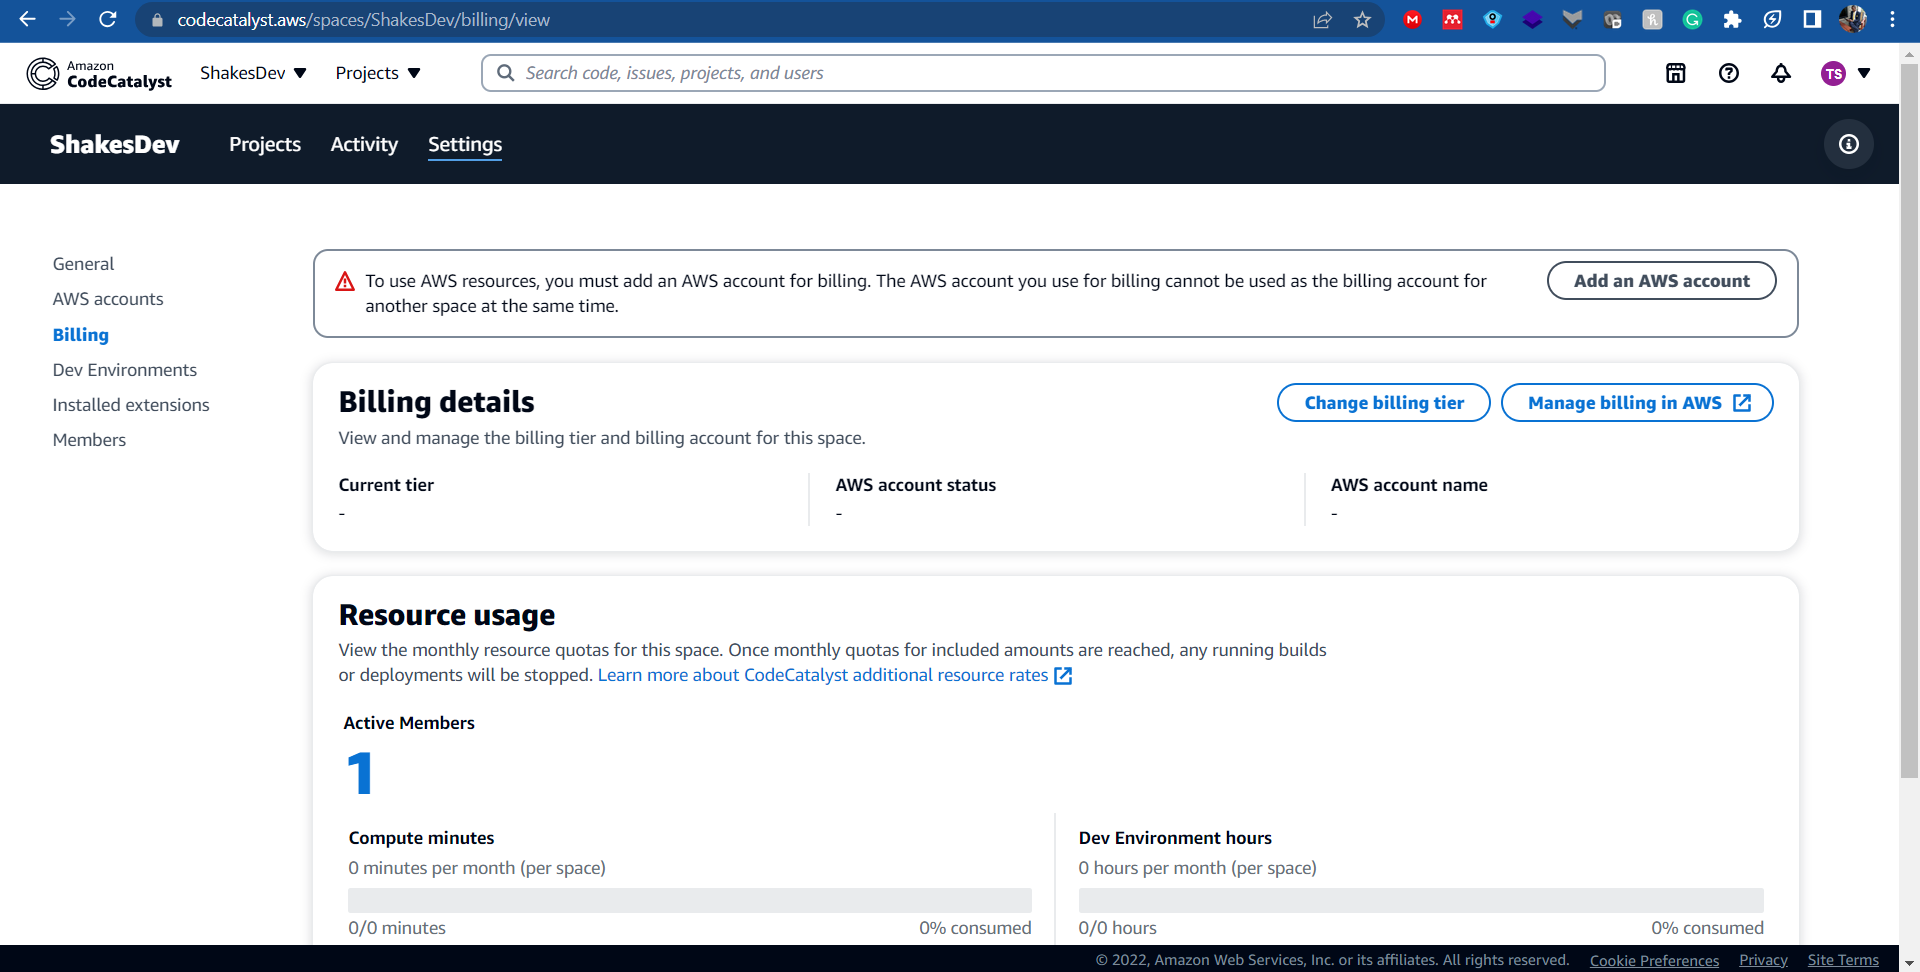 codecatalyst.aws/spaces/ShakesDev/billing/view
Amazon
CodeCatalyst
ShakesDev
Projects
Search code, issues, projects, and users
TS
ShakesDev
Projects
Activity
Settings
General
AWS accounts
Billing
Dev Environments
Installed extensions
Members
To use AWS resources, you must add an AWS account for billing. The AWS account you use for billing cannot be used as the billing account for
another space at the same time.
Add an AWS account
Billing details
Change billing tier
Manage billing in AWS
View and manage the billing tier and billing account for this space.
Current tier
-
AWS account status
-
AWS account name
-
Resource usage
View the monthly resource quotas for this space. Once monthly quotas for included amounts are reached, any running builds
or deployments will be stopped. Learn more about CodeCatalyst additional resource rates
Active Members
1
Compute minutes
0 minutes per month (per space)
0/0 minutes
0% consumed
Dev Environment hours
0 hours per month (per space)
0/0 hours
0% consumed
© 2022, Amazon Web Services, Inc. or its affiliates. All rights reserved.
Cookie Preferences
Privacy
Site Terms